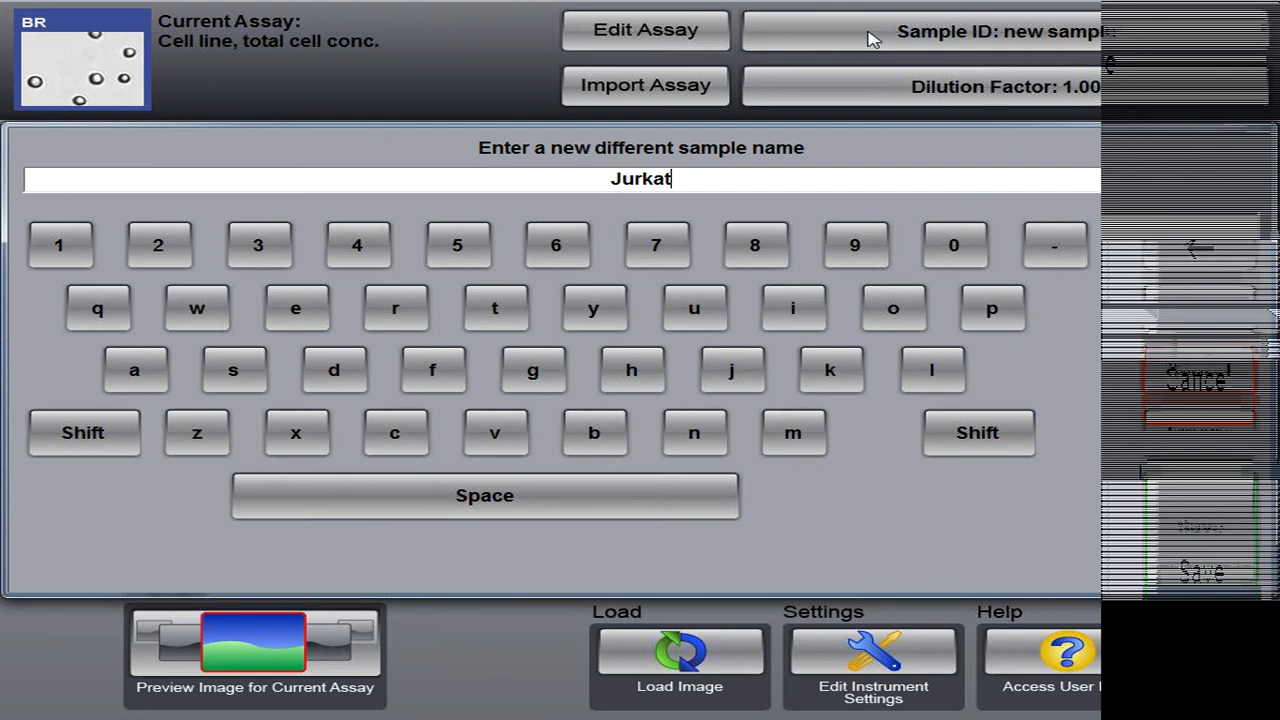 BR
Current Assay:
Cell line, total cell conc.
Edit Assay
Import Assay
Sample ID: new sample
Dilution Factor: 1.00
Enter a new different sample name
Jurkat
1 2 3 4 5 6 7 8 9 0 -
q w e r t y u i o p
a s d f g h j k l
Shift z x c v b n m Shift
Space
Cancel
Save
Preview Image for Current Assay
Load
Load Image
Settings
Edit Instrument
Settings
Help
Access User